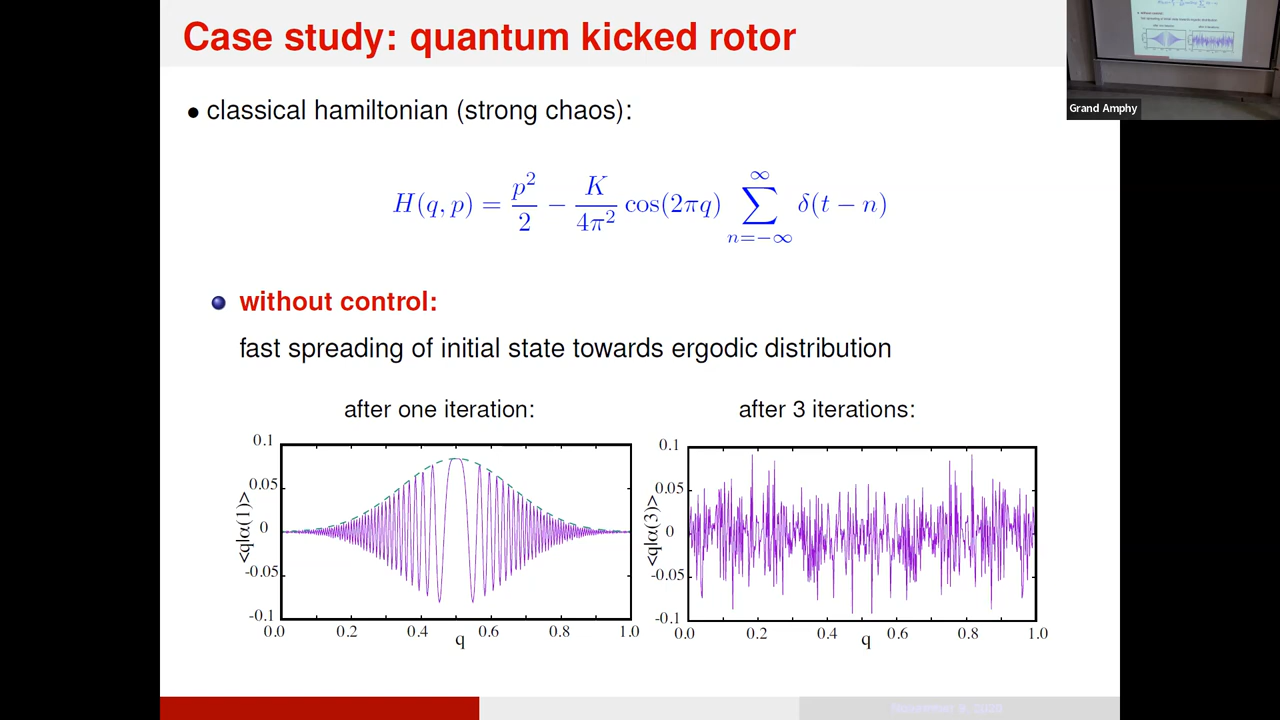 Case study: quantum kicked rotor
Grand Amphy
• classical hamiltonian (strong chaos):
H(q, p) = p²/2 − K/4π² cos(2πq) ∑_{n=−∞}^{∞} δ(t − n)
without control:
fast spreading of initial state towards ergodic distribution
after one iteration:
after 3 iterations:
0.1
0.05
0
-0.05
-0.1
<q|α(1)>
0.0 0.2 0.4 0.6 0.8 1.0
q
0.1
0.05
0
-0.05
-0.1
<q|α(3)>
0.0 0.2 0.4 0.6 0.8 1.0
q